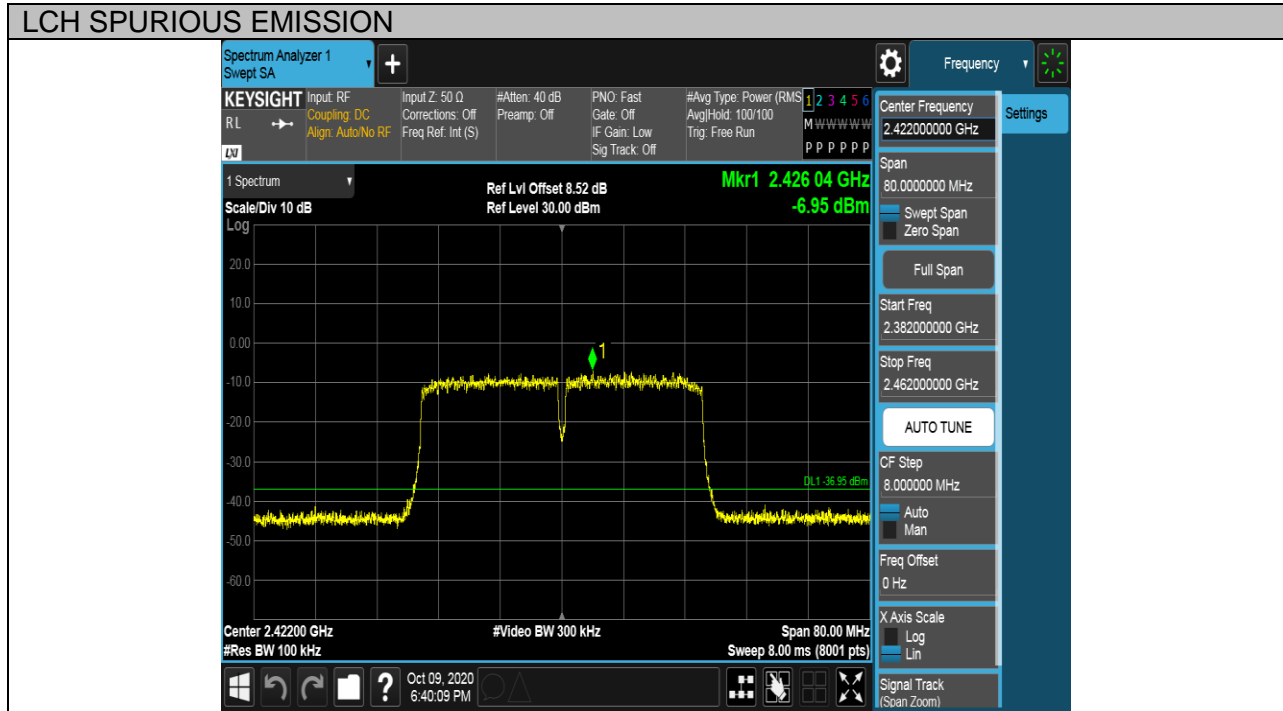 LCH SPURIOUS EMISSION
Spectrum Analyzer 1
Swept SA
+
Frequency
KEYSIGHT
RL
LXI
Input: RF
Coupling: DC
Align: Auto/No RF
Input Z: 50 Ω
Corrections: Off
Freq Ref: Int (S)
#Atten: 40 dB
Preamp: Off
PNO: Fast
Gate: Off
IF Gain: Low
Sig Track: Off
#Avg Type: Power (RMS
Avg|Hold: 100/100
Trig: Free Run
1 2 3 4 5 6
M W W W W W
P P P P P P
1 Spectrum
Scale/Div 10 dB
Ref Lvl Offset 8.52 dB
Ref Level 30.00 dBm
Mkr1 2.426 04 GHz
-6.95 dBm
Log
20.0
10.0
0.00
-10.0
-20.0
-30.0
-40.0
-50.0
-60.0
1
DL1 -36.95 dBm
Center 2.42200 GHz
#Res BW 100 kHz
#Video BW 300 kHz
Span 80.00 MHz
Sweep 8.00 ms (8001 pts)
?
Oct 09, 2020
6:40:09 PM
Center Frequency
2.422000000 GHz
Settings
Span
80.0000000 MHz
Swept Span
Zero Span
Full Span
Start Freq
2.382000000 GHz
Stop Freq
2.462000000 GHz
AUTO TUNE
CF Step
8.000000 MHz
Auto
Man
Freq Offset
0 Hz
X Axis Scale
Log
Lin
Signal Track
(Span Zoom)